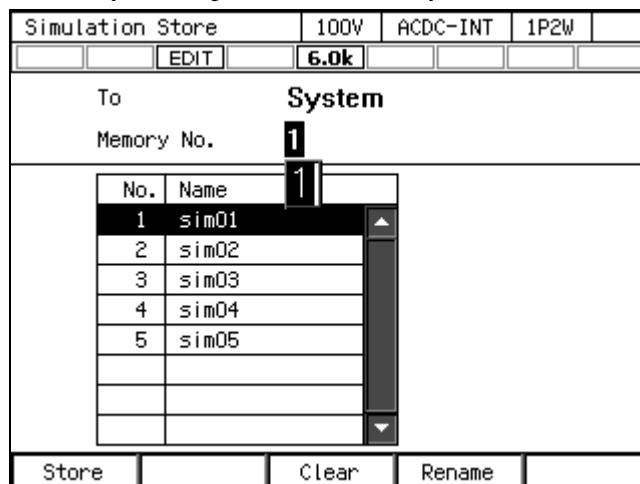 Simulation Store 100V ACDC-INT 1P2W
EDIT 6.0k
To System
Memory No. 1
1
No. Name
1 sim01
2 sim02
3 sim03
4 sim04
5 sim05
Store Clear Rename